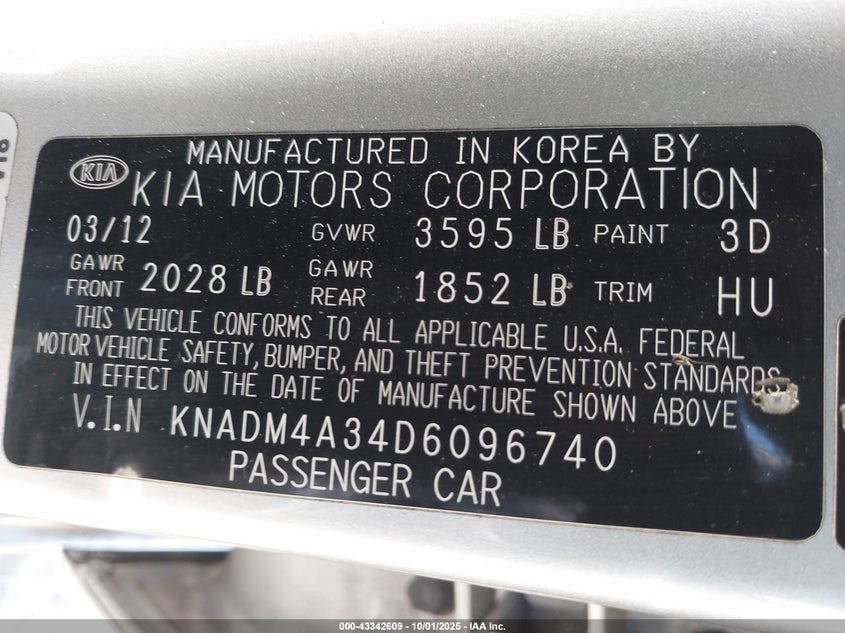 MANUFACTURED IN KOREA BY
KIA KIA MOTORS CORPORATION
03/12 GVWR 3595 LB PAINT 3D
GAWR FRONT 2028 LB GAWR REAR 1852 LB TRIM HU
THIS VEHICLE CONFORMS TO ALL APPLICABLE U.S.A. FEDERAL
MOTOR VEHICLE SAFETY, BUMPER, AND THEFT PREVENTION STANDARDS
IN EFFECT ON THE DATE OF MANUFACTURE SHOWN ABOVE
V.I.N KNADM4A34D6096740
PASSENGER CAR
000-43342609 - 10/01/2025 - IAA Inc.